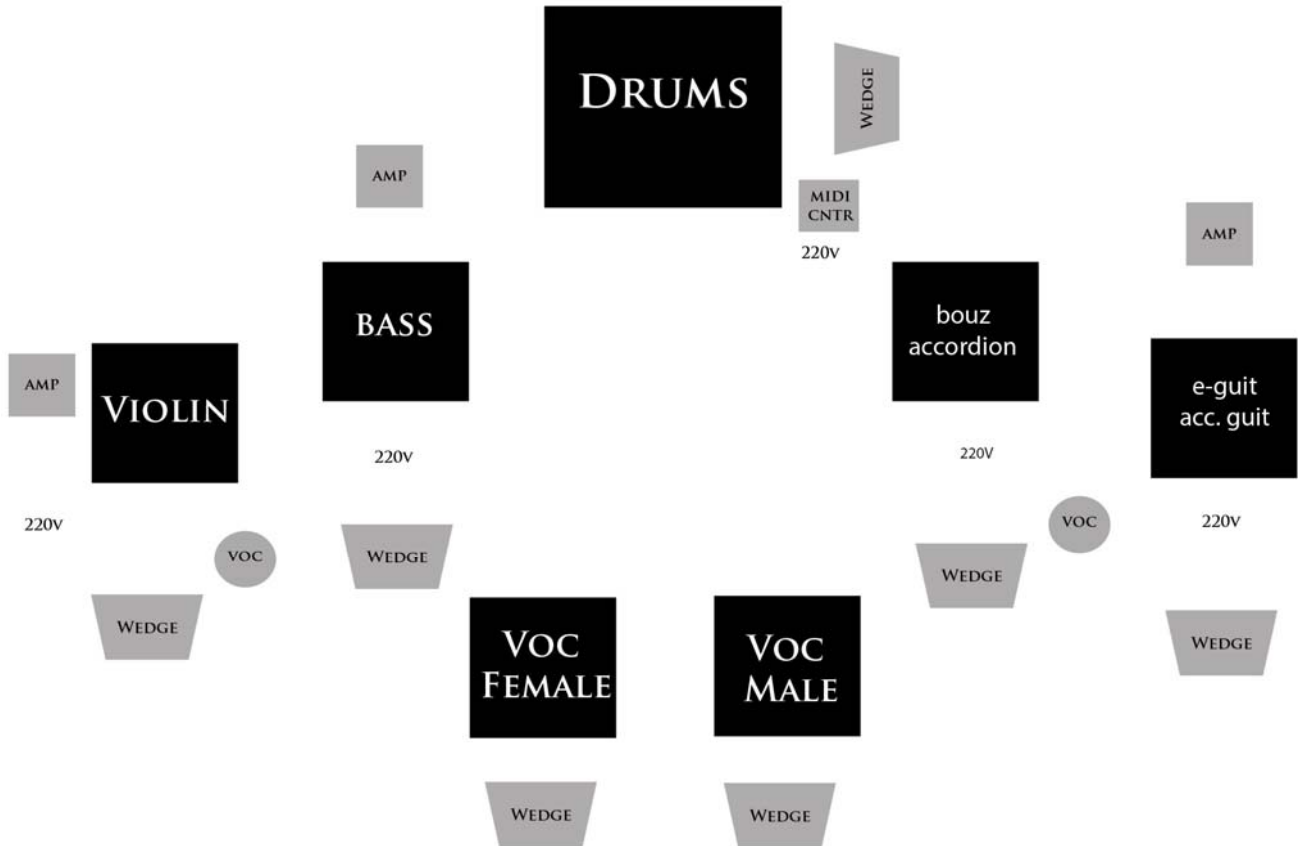 DRUMS
WEDGE
AMP
MIDI
CNTR
220V
AMP
BASS
bouz
accordion
AMP
VIOLIN
e-guit
acc. guit
220V
220V
220V
VOC
220V
VOC
WEDGE
WEDGE
WEDGE
WEDGE
VOC
FEMALE
VOC
MALE
WEDGE
WEDGE